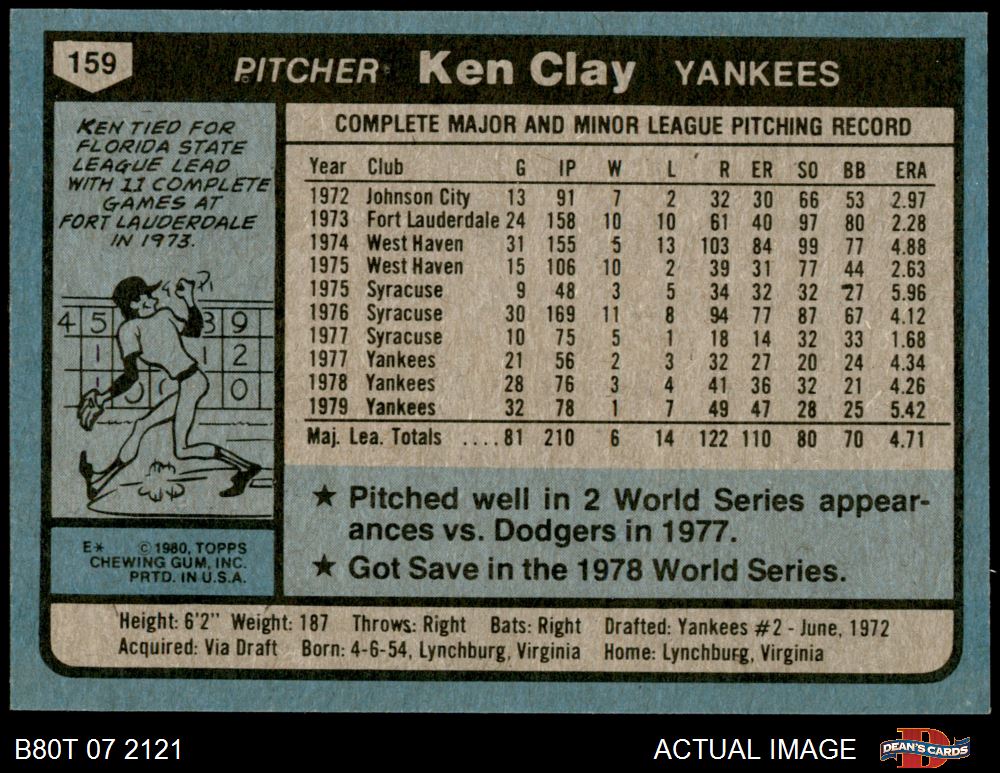 159
PITCHER Ken Clay YANKEES
KEN TIED FOR
FLORIDA STATE
LEAGUE LEAD
WITH 11 COMPLETE
GAMES AT
FORT LAUDERDALE
IN 1973.
4 5 3 9
1 1 2
1 0
COMPLETE MAJOR AND MINOR LEAGUE PITCHING RECORD
Year Club G IP W L R ER SO BB ERA
1972 Johnson City 13 91 7 2 32 30 66 53 2.97
1973 Fort Lauderdale 24 158 10 10 61 40 97 80 2.28
1974 West Haven 31 155 5 13 103 84 99 77 4.88
1975 West Haven 15 106 10 2 39 31 77 44 2.63
1975 Syracuse 9 48 3 5 34 32 32 27 5.96
1976 Syracuse 30 169 11 8 94 77 87 67 4.12
1977 Syracuse 10 75 5 1 18 14 32 33 1.68
1977 Yankees 21 56 2 3 32 27 20 24 4.34
1978 Yankees 28 76 3 4 41 36 32 21 4.26
1979 Yankees 32 78 1 7 49 47 28 25 5.42
Maj. Lea. Totals ....81 210 6 14 122 110 80 70 4.71
★ Pitched well in 2 World Series appear-
ances vs. Dodgers in 1977.
★ Got Save in the 1978 World Series.
E* © 1980, TOPPS
CHEWING GUM, INC.
PRTD. IN U.S.A.
Height: 6'2" Weight: 187 Throws: Right Bats: Right Drafted: Yankees #2 - June, 1972
Acquired: Via Draft Born: 4-6-54, Lynchburg, Virginia Home: Lynchburg, Virginia
B80T 07 2121 ACTUAL IMAGE DEAN'S CARDS